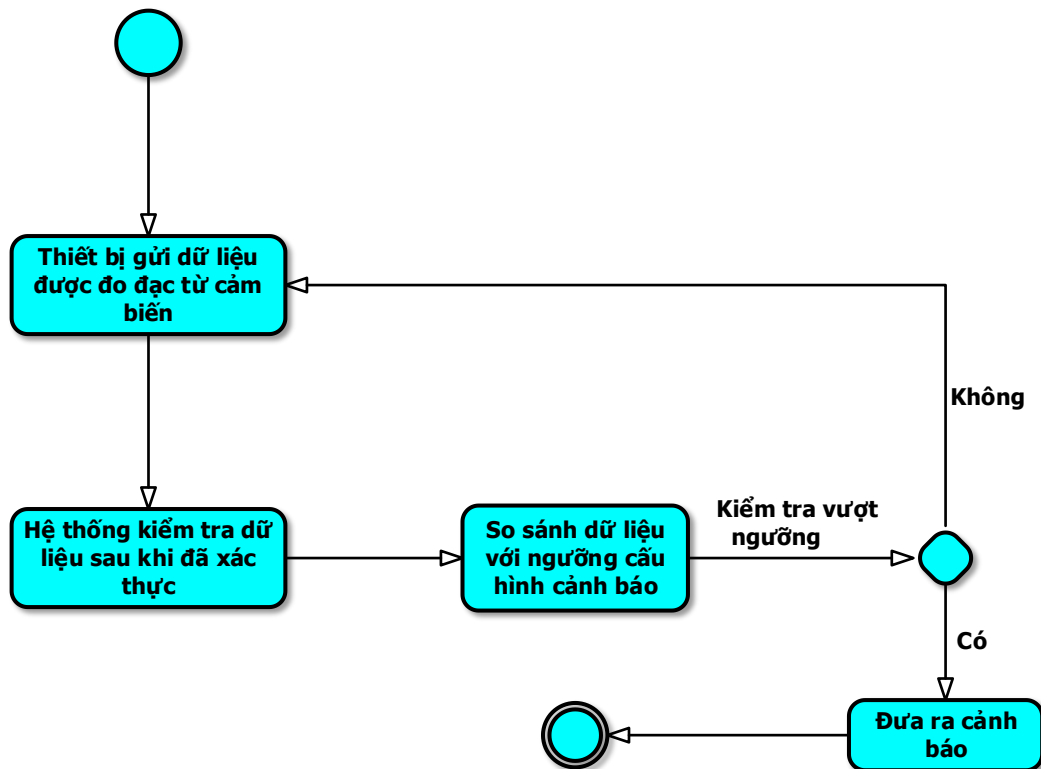 Thiết bị gửi dữ liệu
được đo đạc từ cảm
biến
Không
Hệ thống kiểm tra dữ
liệu sau khi đã xác
thực
So sánh dữ liệu
với ngưỡng cấu
hình cảnh báo
Kiểm tra vượt
ngưỡng
Có
Đưa ra cảnh
báo